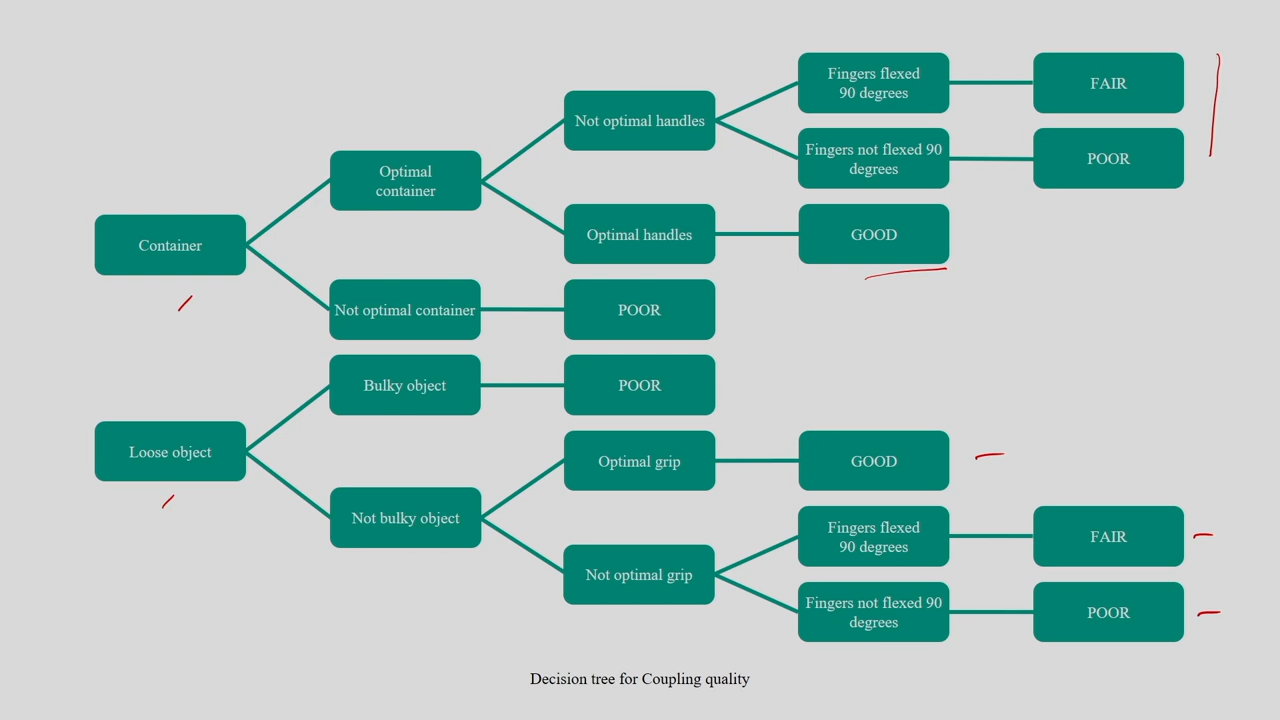 Fingers flexed
90 degrees
FAIR
Not optimal handles
Fingers not flexed 90
degrees
POOR
Optimal
container
Optimal handles
GOOD
Container
Not optimal container
POOR
Bulky object
POOR
Loose object
Optimal grip
GOOD
Not bulky object
Fingers flexed
90 degrees
FAIR
Not optimal grip
Fingers not flexed 90
degrees
POOR
Decision tree for Coupling quality